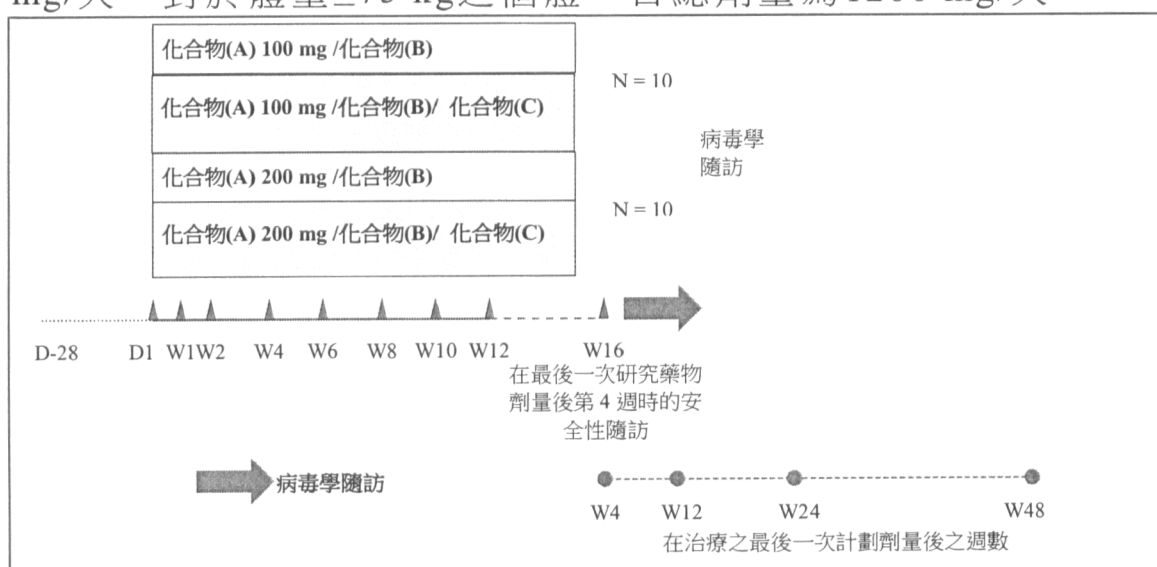 化合物(A) 100 mg /化合物(B)
N = 10
化合物(A) 100 mg /化合物(B)/ 化合物(C)
病毒學
隨訪
化合物(A) 200 mg /化合物(B)
N = 10
化合物(A) 200 mg /化合物(B)/ 化合物(C)
D-28 D1 W1 W2 W4 W6 W8 W10 W12 W16
在最後一次研究藥物
劑量後第 4 週時的安
全性隨訪
病毒學隨訪
W4 W12 W24 W48
在治療之最後一次計劃劑量後之週數